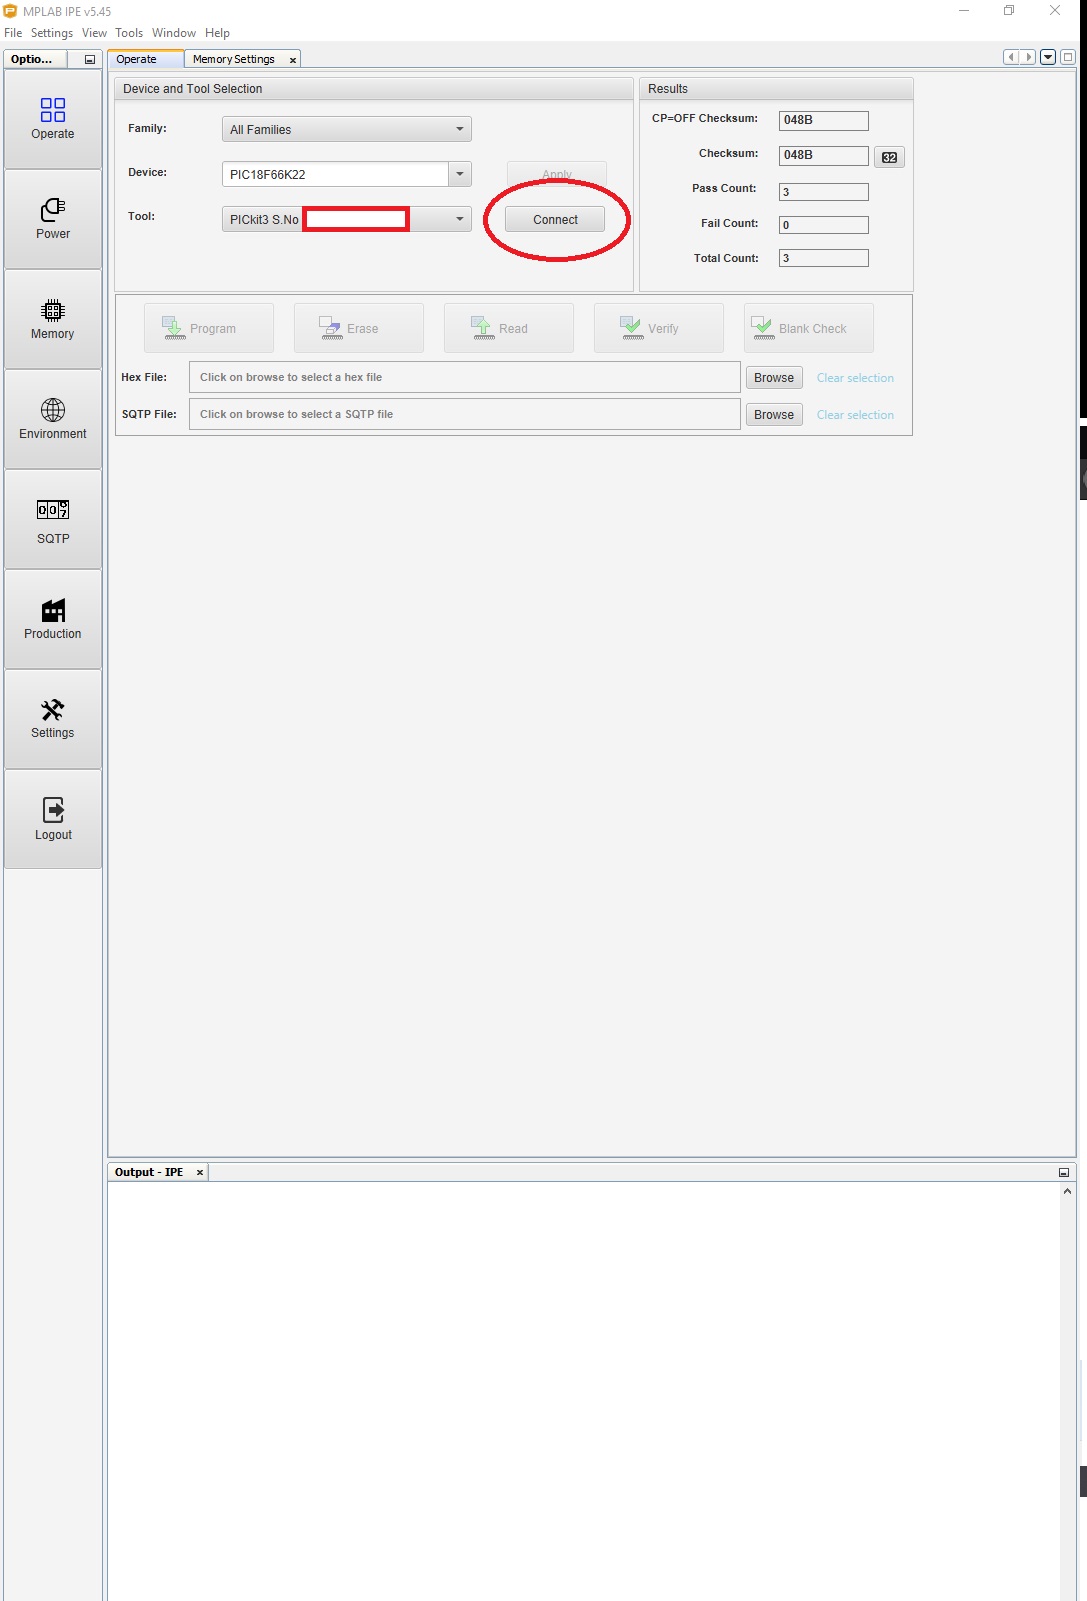 MPLAB IPE v5.45
File Settings View Tools Window Help
Optio...
Operate
Power
Memory
Environment
SQTP
Production
Settings
Logout
Operate Memory Settings
Device and Tool Selection
Family: All Families
Device: PIC18F66K22 Apply
Tool: PICkit3 S.No Connect
Results
CP=OFF Checksum: 048B
Checksum: 048B 32
Pass Count: 3
Fail Count: 0
Total Count: 3
Program Erase Read Verify Blank Check
Hex File: Click on browse to select a hex file Browse Clear selection
SQTP File: Click on browse to select a SQTP file Browse Clear selection
Output - IPE